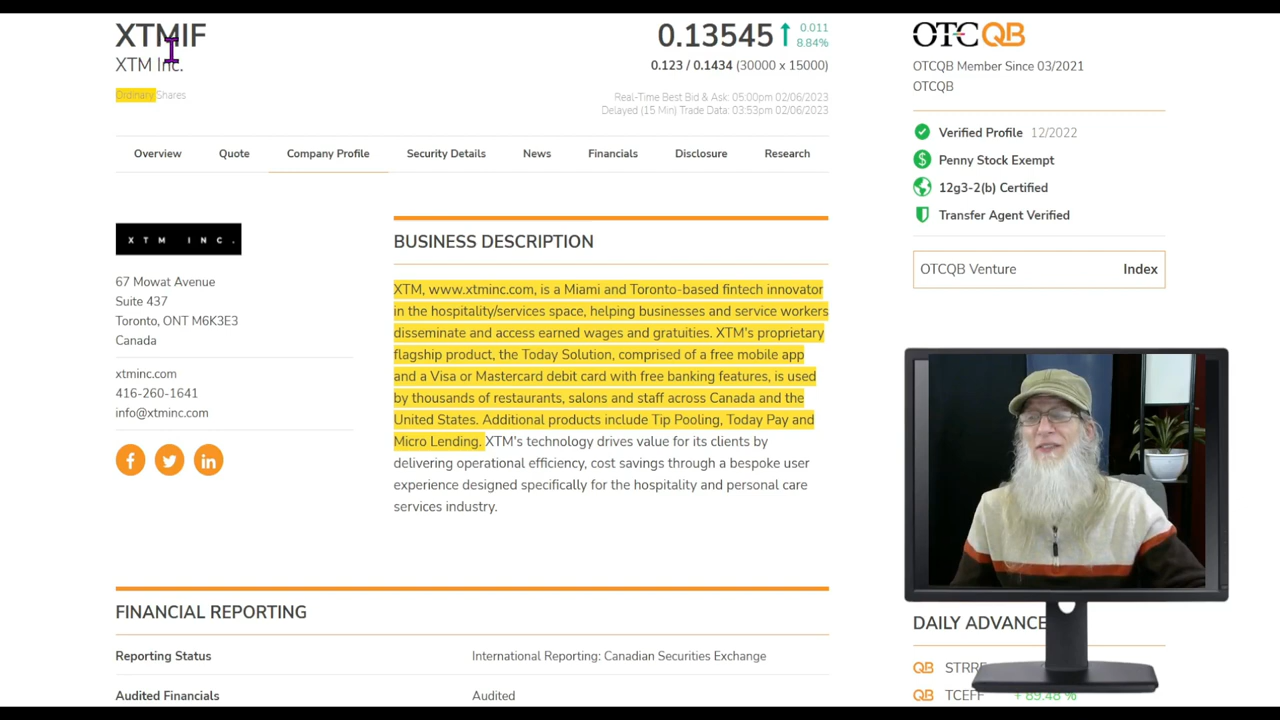 XTMIF
XTM Inc.
Ordinary Shares
0.13545
0.011
8.84%
0.123 / 0.1434 (30000 x 15000)
Real-Time Best Bid & Ask: 05:00pm 02/06/2023
Delayed (15 Min) Trade Data: 03:53pm 02/06/2023
OTCQB
OTCQB Member Since 03/2021
OTCQB
Overview Quote Company Profile Security Details News Financials Disclosure Research
Verified Profile 12/2022
Penny Stock Exempt
12g3-2(b) Certified
Transfer Agent Verified
OTCQB Venture Index
XTM INC.
67 Mowat Avenue
Suite 437
Toronto, ONT M6K3E3
Canada
xtminc.com
416-260-1641
info@xtminc.com
BUSINESS DESCRIPTION
XTM, www.xtminc.com, is a Miami and Toronto-based fintech innovator
in the hospitality/services space, helping businesses and service workers
disseminate and access earned wages and gratuities. XTM's proprietary
flagship product, the Today Solution, comprised of a free mobile app
and a Visa or Mastercard debit card with free banking features, is used
by thousands of restaurants, salons and staff across Canada and the
United States. Additional products include Tip Pooling, Today Pay and
Micro Lending. XTM's technology drives value for its clients by
delivering operational efficiency, cost savings through a bespoke user
experience designed specifically for the hospitality and personal care
services industry.
FINANCIAL REPORTING
Reporting Status International Reporting: Canadian Securities Exchange
Audited Financials Audited
DAILY ADVANCE
QB STRRF
QB TCEFF + 89.48 %